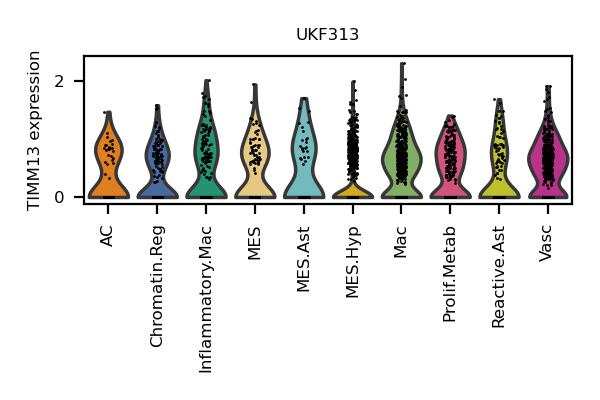 UKF313
TIMM13 expression
2
0
AC
Chromatin.Reg
Inflammatory.Mac
MES
MES.Ast
MES.Hyp
Mac
Prolif.Metab
Reactive.Ast
Vasc